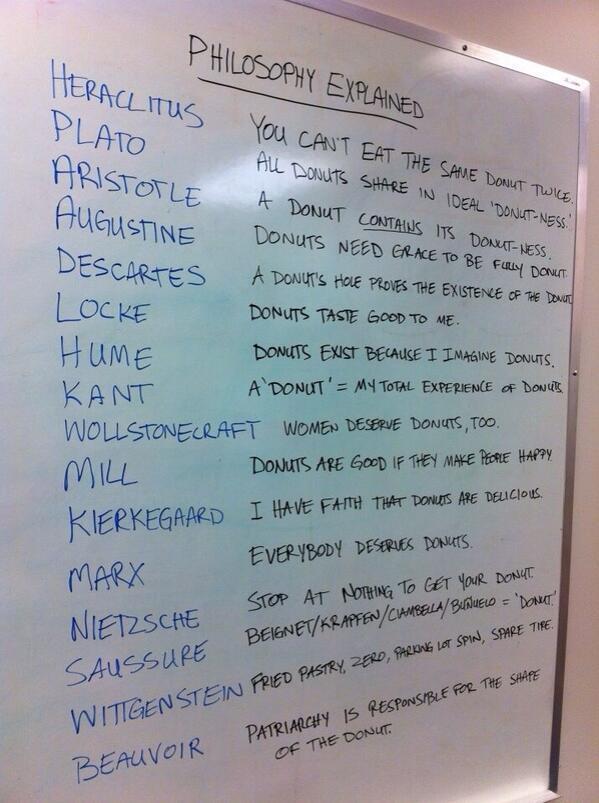 PHILOSOPHY EXPLAINED
HERACLITUS YOU CAN'T EAT THE SAME DONUT TWICE.
PLATO ALL DONUTS SHARE IN IDEAL 'DONUT-NESS.'
ARISTOTLE A DONUT CONTAINS ITS DONUT-NESS.
AUGUSTINE DONUTS NEED GRACE TO BE FULLY DONUT.
DESCARTES A DONUT'S HOLE PROVES THE EXISTENCE OF THE DONUT
LOCKE DONUTS TASTE GOOD TO ME.
HUME DONUTS EXIST BECAUSE I IMAGINE DONUTS.
KANT A 'DONUT' = MY TOTAL EXPERIENCE OF DONUTS.
WOLLSTONECRAFT WOMEN DESERVE DONUTS, TOO.
MILL DONUTS ARE GOOD IF THEY MAKE PEOPLE HAPPY.
KIERKEGAARD I HAVE FAITH THAT DONUTS ARE DELICIOUS.
MARX EVERYBODY DESERVES DONUTS.
NIETZSCHE STOP AT NOTHING TO GET YOUR DONUT.
SAUSSURE BEIGNET/KRAPFEN/CIAMBELLA/BUÑUELO = 'DONUT.'
WITTGENSTEIN FRIED PASTRY, ZERO, PARKING LOT SPIN, SPARE TIRE.
BEAUVOIR PATRIARCHY IS RESPONSIBLE FOR THE SHAPE
OF THE DONUT.